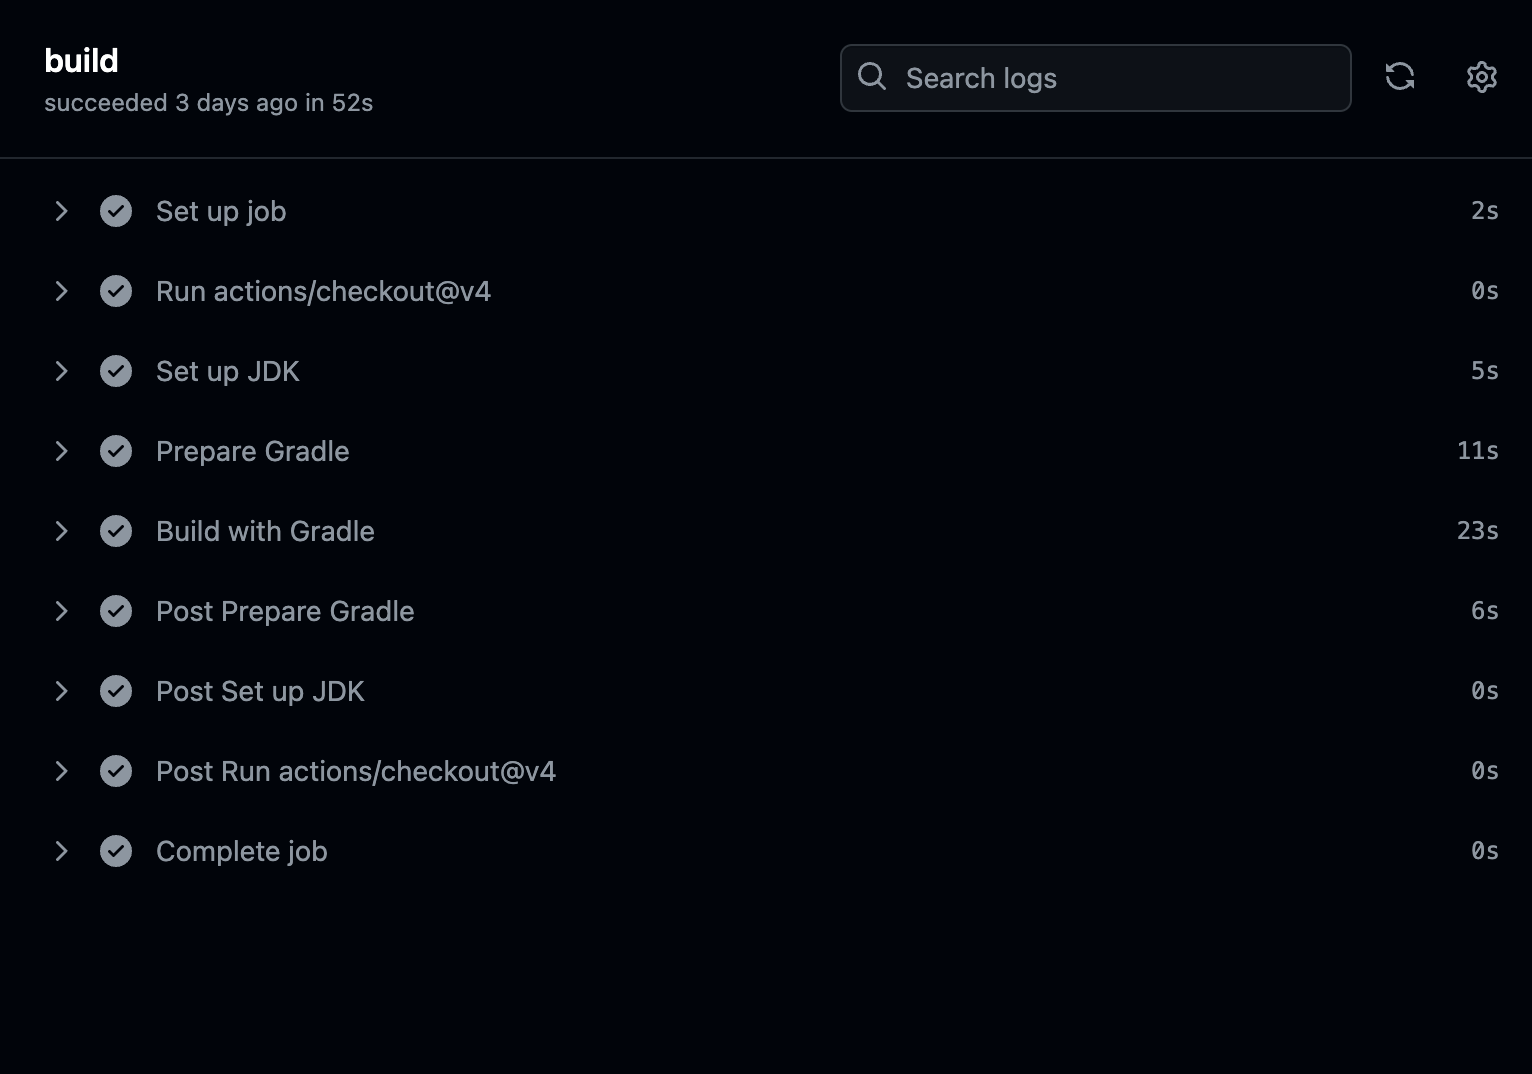 build
succeeded 3 days ago in 52s
Search logs
Set up job 2s
Run actions/checkout@v4 0s
Set up JDK 5s
Prepare Gradle 11s
Build with Gradle 23s
Post Prepare Gradle 6s
Post Set up JDK 0s
Post Run actions/checkout@v4 0s
Complete job 0s